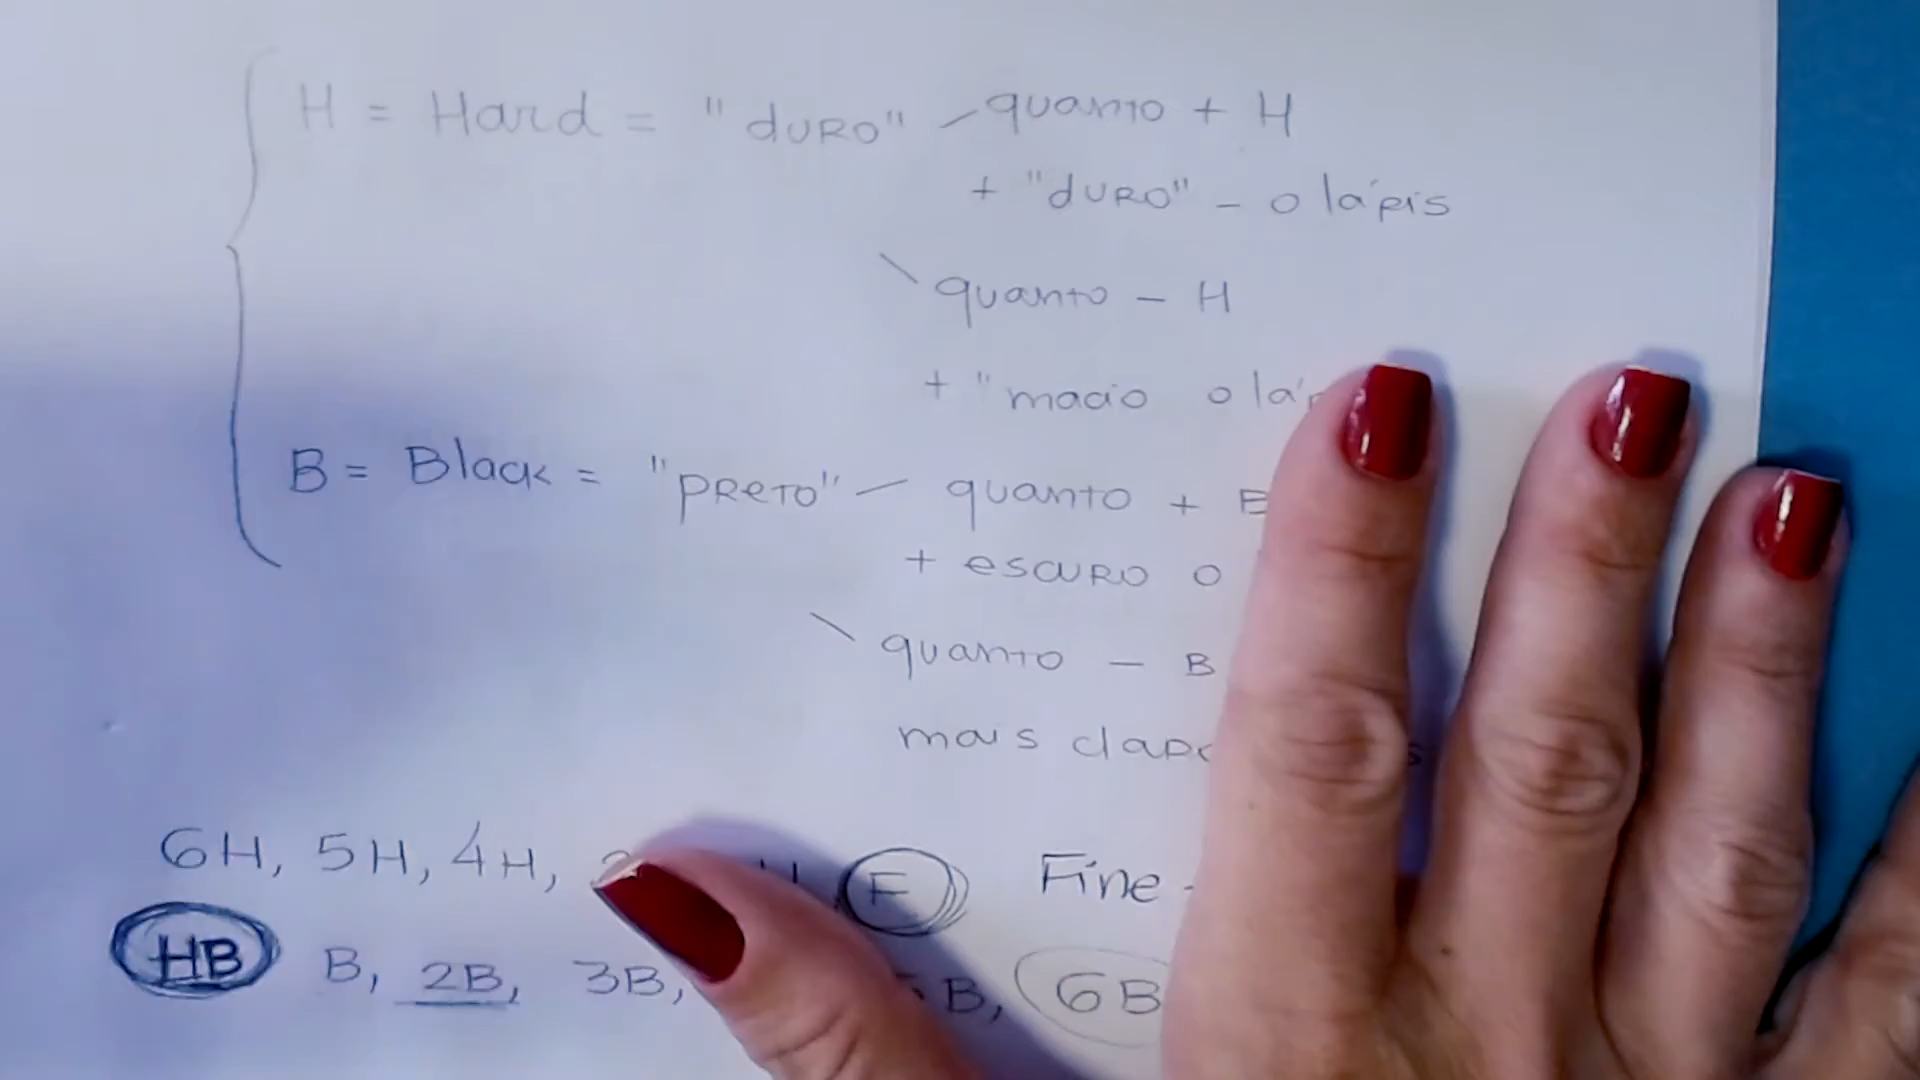 H = Hard = "duro" quanto + H
+ "duro" - o lápis
quanto - H
+ "macio o
B = Black = "preto" - quanto + B
+ escuro o
quanto - B
mais
6H, 5H, 4H, F Fine -
HB B, 2B, 3B, 6B